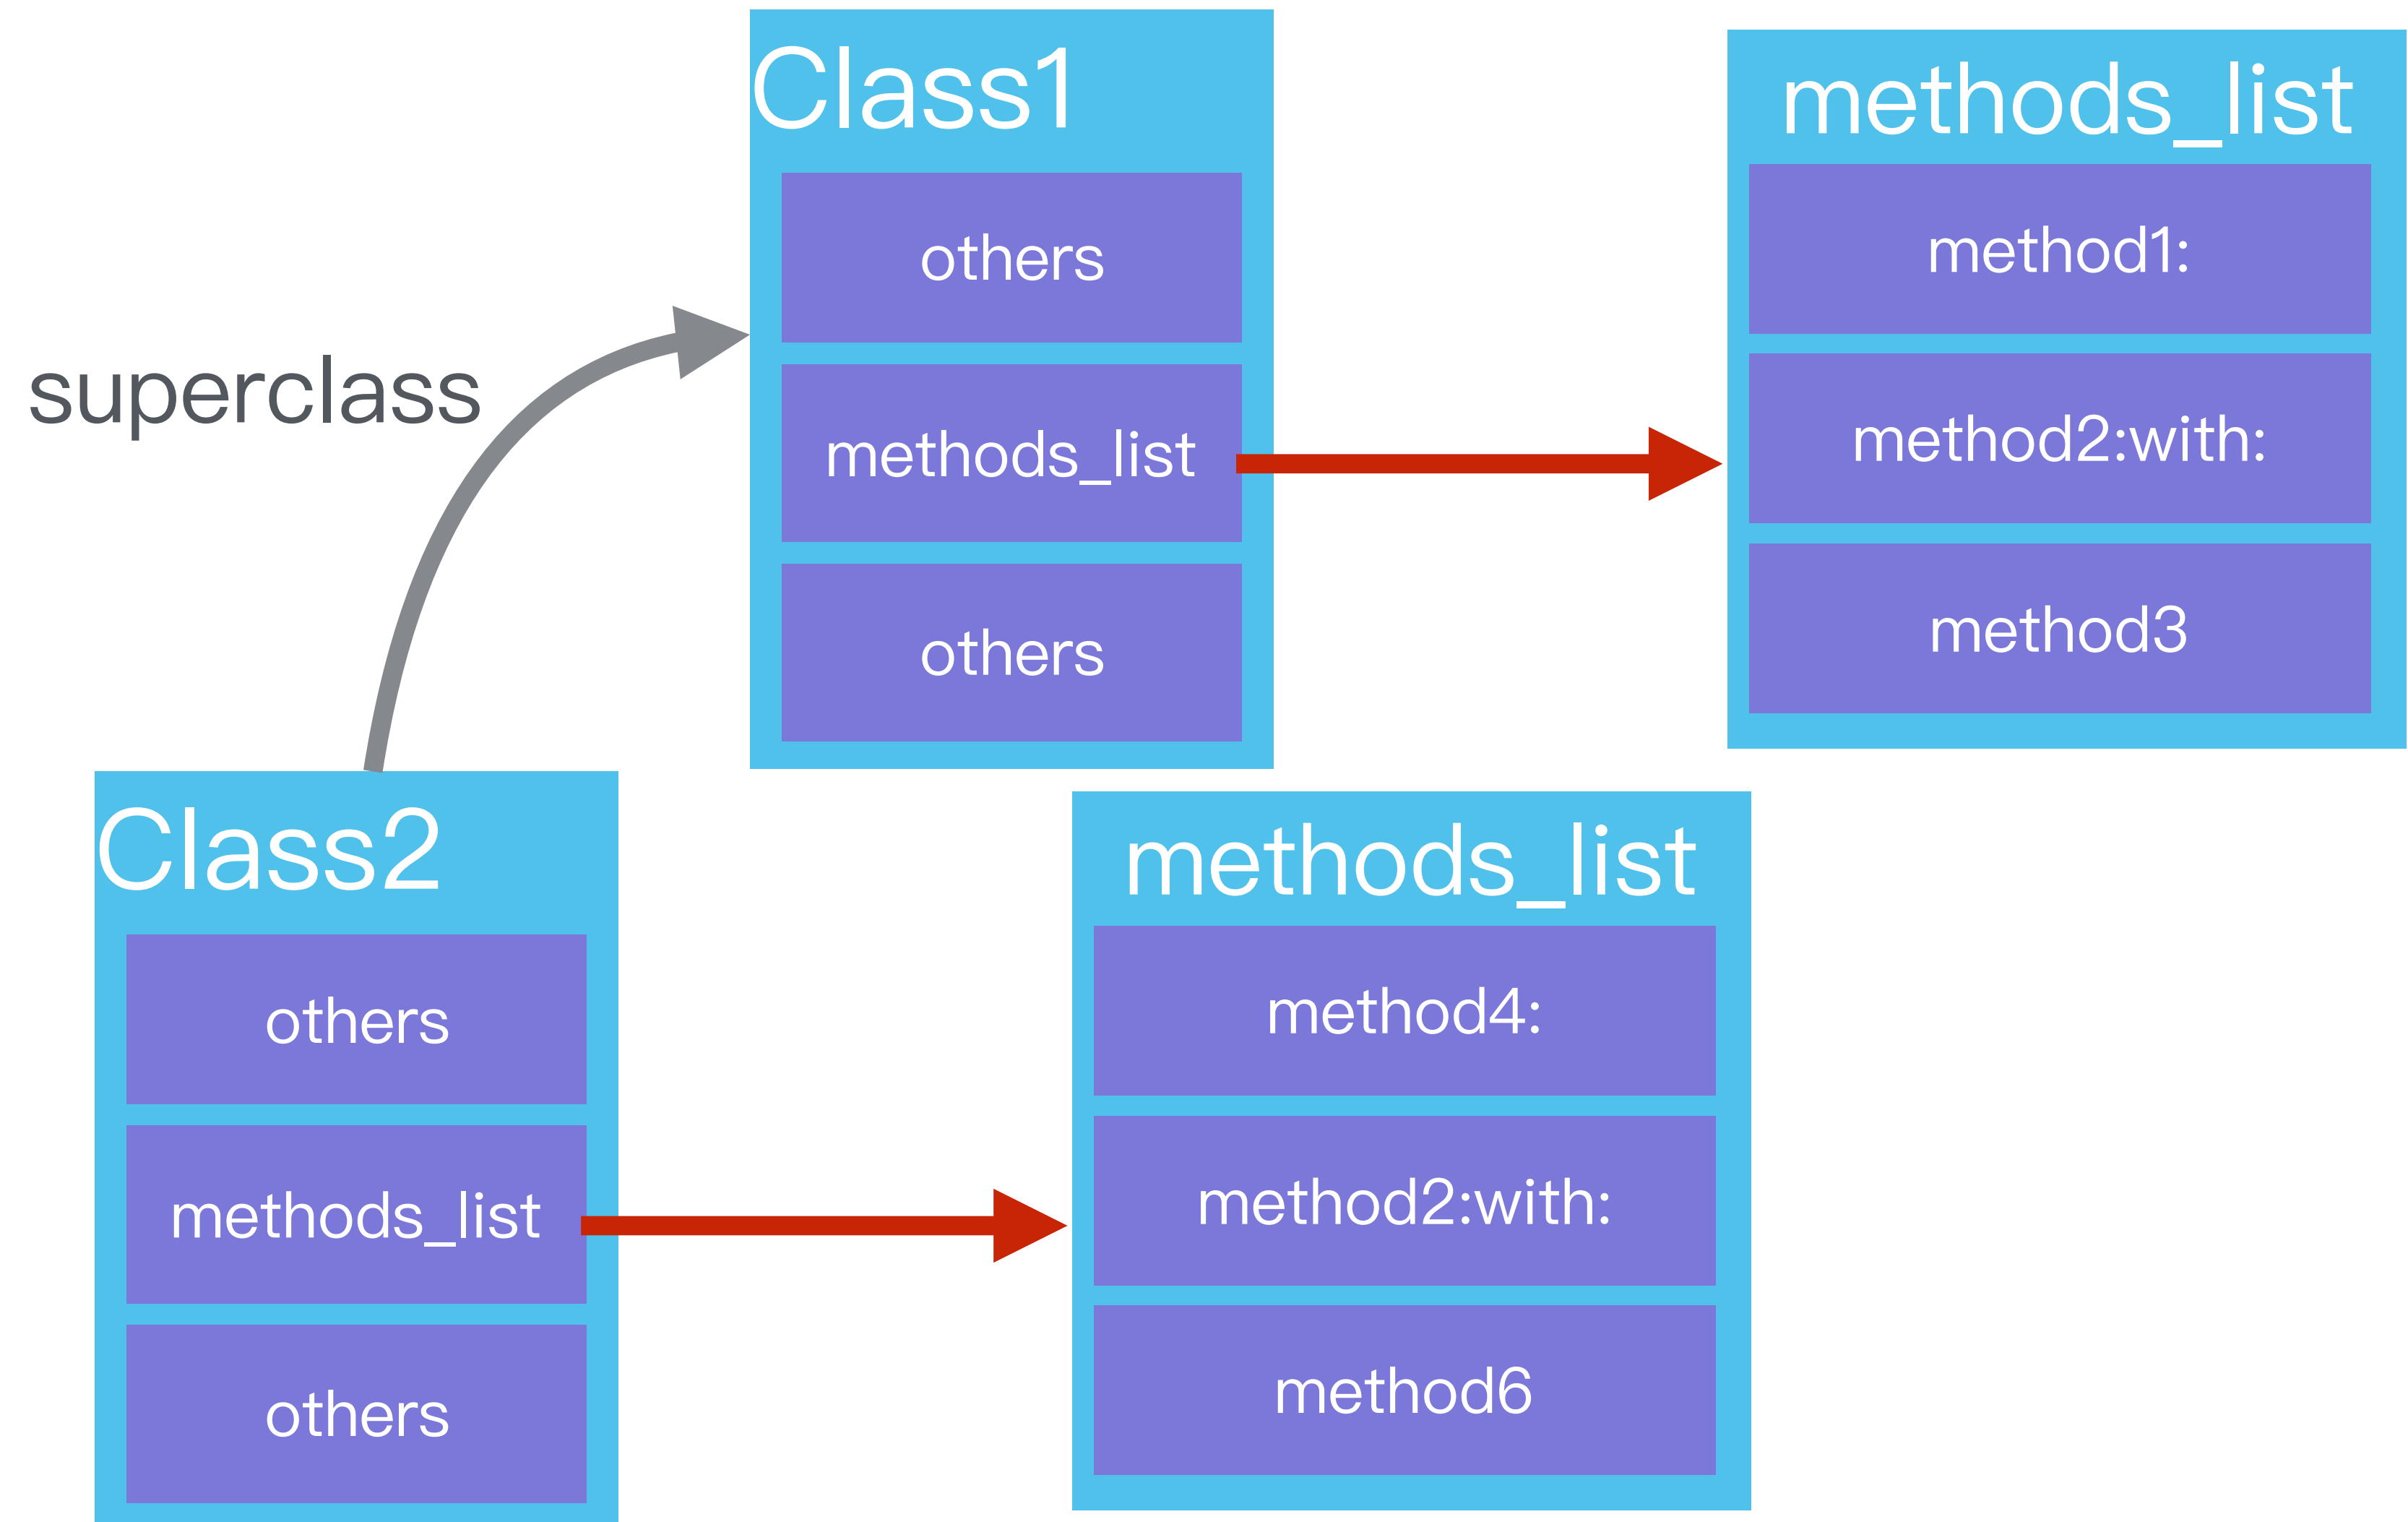 Class1
others
methods_list
others
methods_list
method1:
method2:with:
method3
superclass
Class2
others
methods_list
others
methods_list
method4:
method2:with:
method6